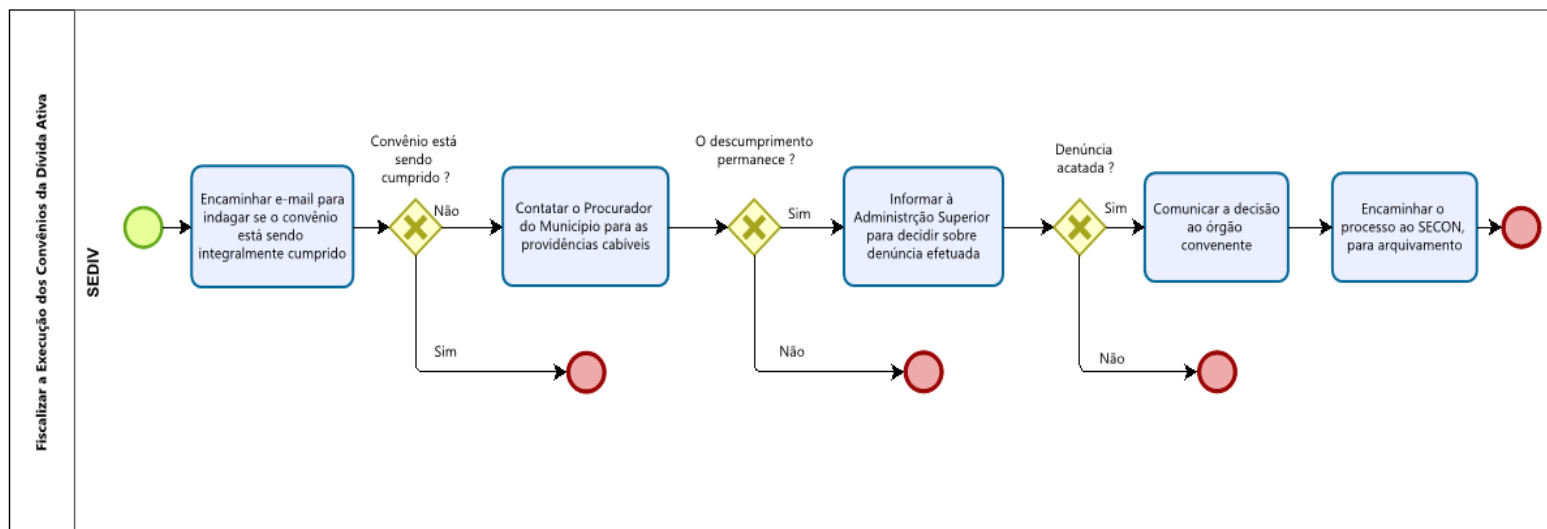 Fiscalizar a Execução dos Convênios da Dívida Ativa
SEDIV
Encaminhar e-mail para
indagar se o convênio
está sendo
integralmente cumprido
Convênio está
sendo
cumprido ?
Não
Sim
Contatar o Procurador
do Município para as
providências cabíveis
O descumprimento
permanece ?
Sim
Não
Informar à
Administrção Superior
para decidir sobre
denúncia efetuada
Denúncia
acatada ?
Sim
Não
Comunicar a decisão
ao órgão
convenente
Encaminhar o
processo ao SECON,
para arquivamento